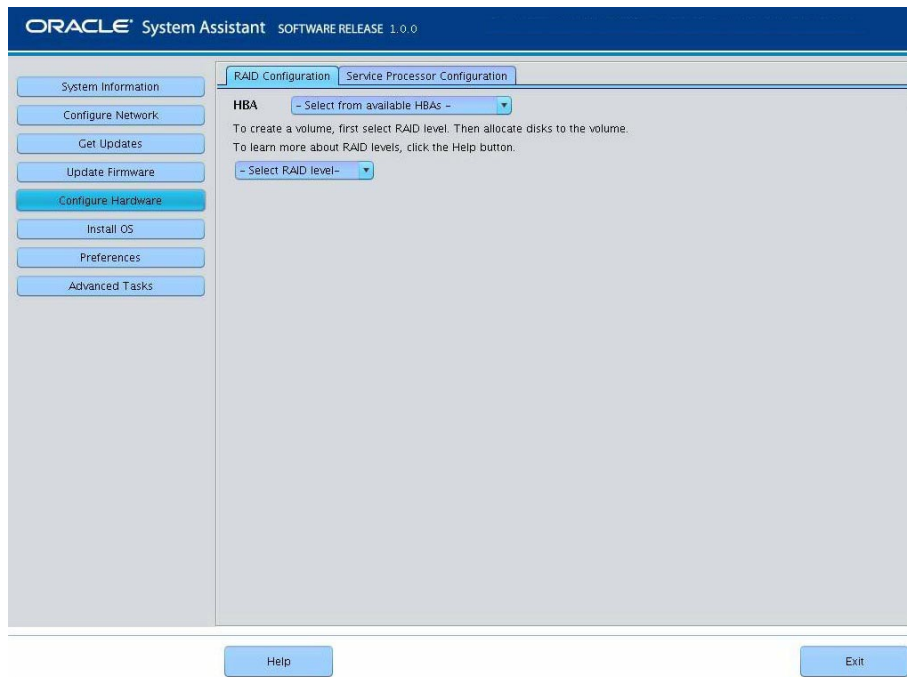 ORACLE® System Assistant SOFTWARE RELEASE 1.0.0
System Information
Configure Network
Get Updates
Update Firmware
Configure Hardware
Install OS
Preferences
Advanced Tasks
RAID Configuration
Service Processor Configuration
HBA - Select from available HBAs -
To create a volume, first select RAID level. Then allocate disks to the volume.
To learn more about RAID levels, click the Help button.
- Select RAID level-
Help
Exit